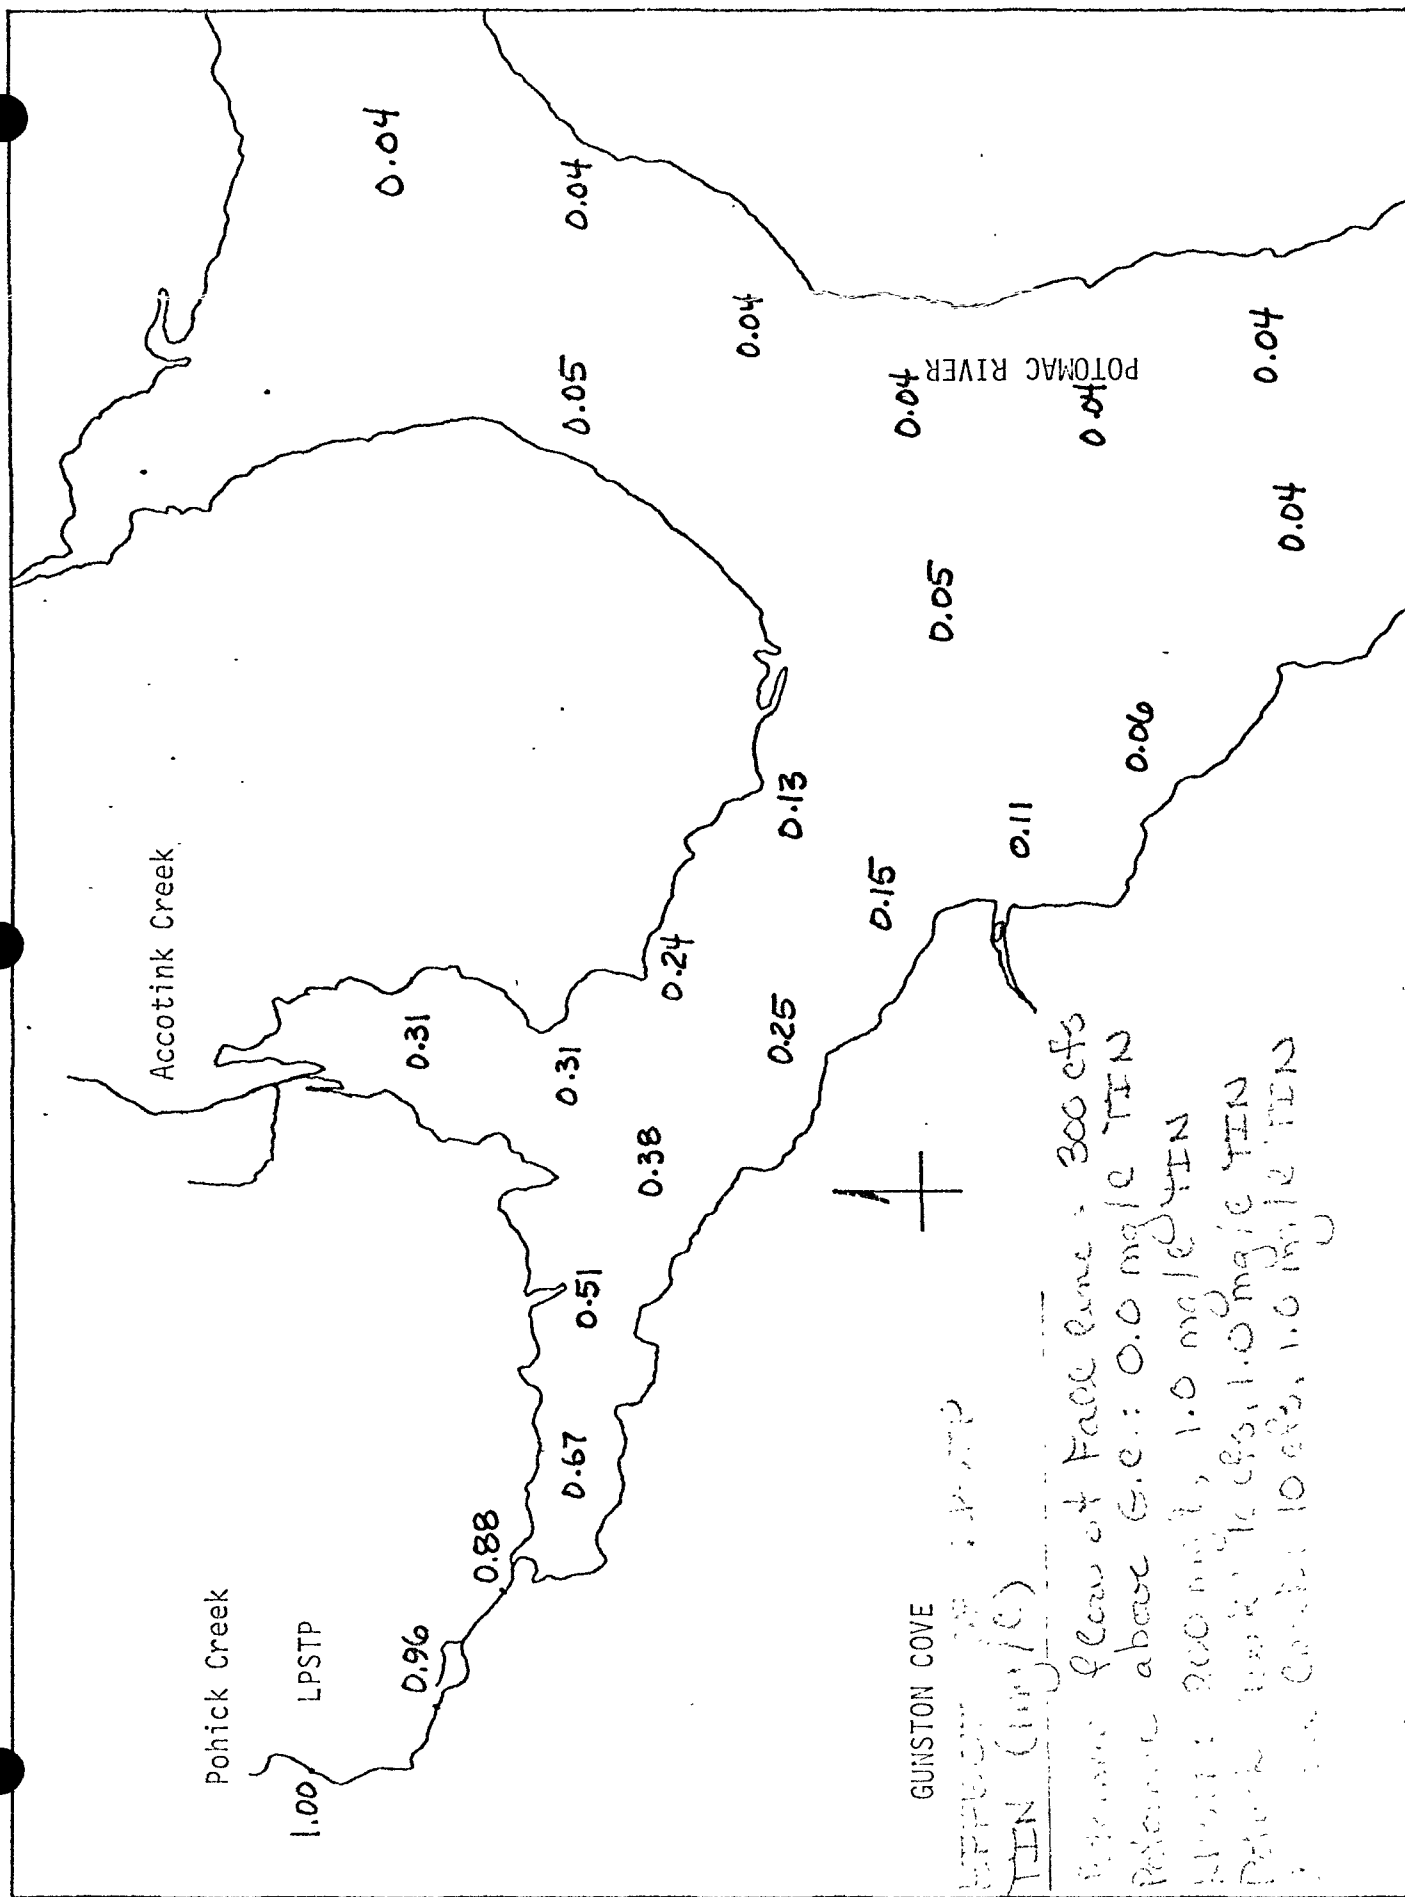 Pohick Creek
LPSTP
Accotink Creek
1.00
0.96
0.88
0.67
0.51
0.38
0.31
0.31
0.24
0.25
0.15
0.13
0.11
0.06
0.05
0.05
0.04
0.04
0.04
0.04
0.04
0.04
0.04
POTOMAC RIVER
GUNSTON COVE
TIN (mg/l)
flow at Fall Line: 300 cfs
above G.C.: 0.0 mg/l TIN
1.0 mg/l TIN
cfs, 1.0 mg/l TIN
10 cfs, 1.0 mg/l TIN